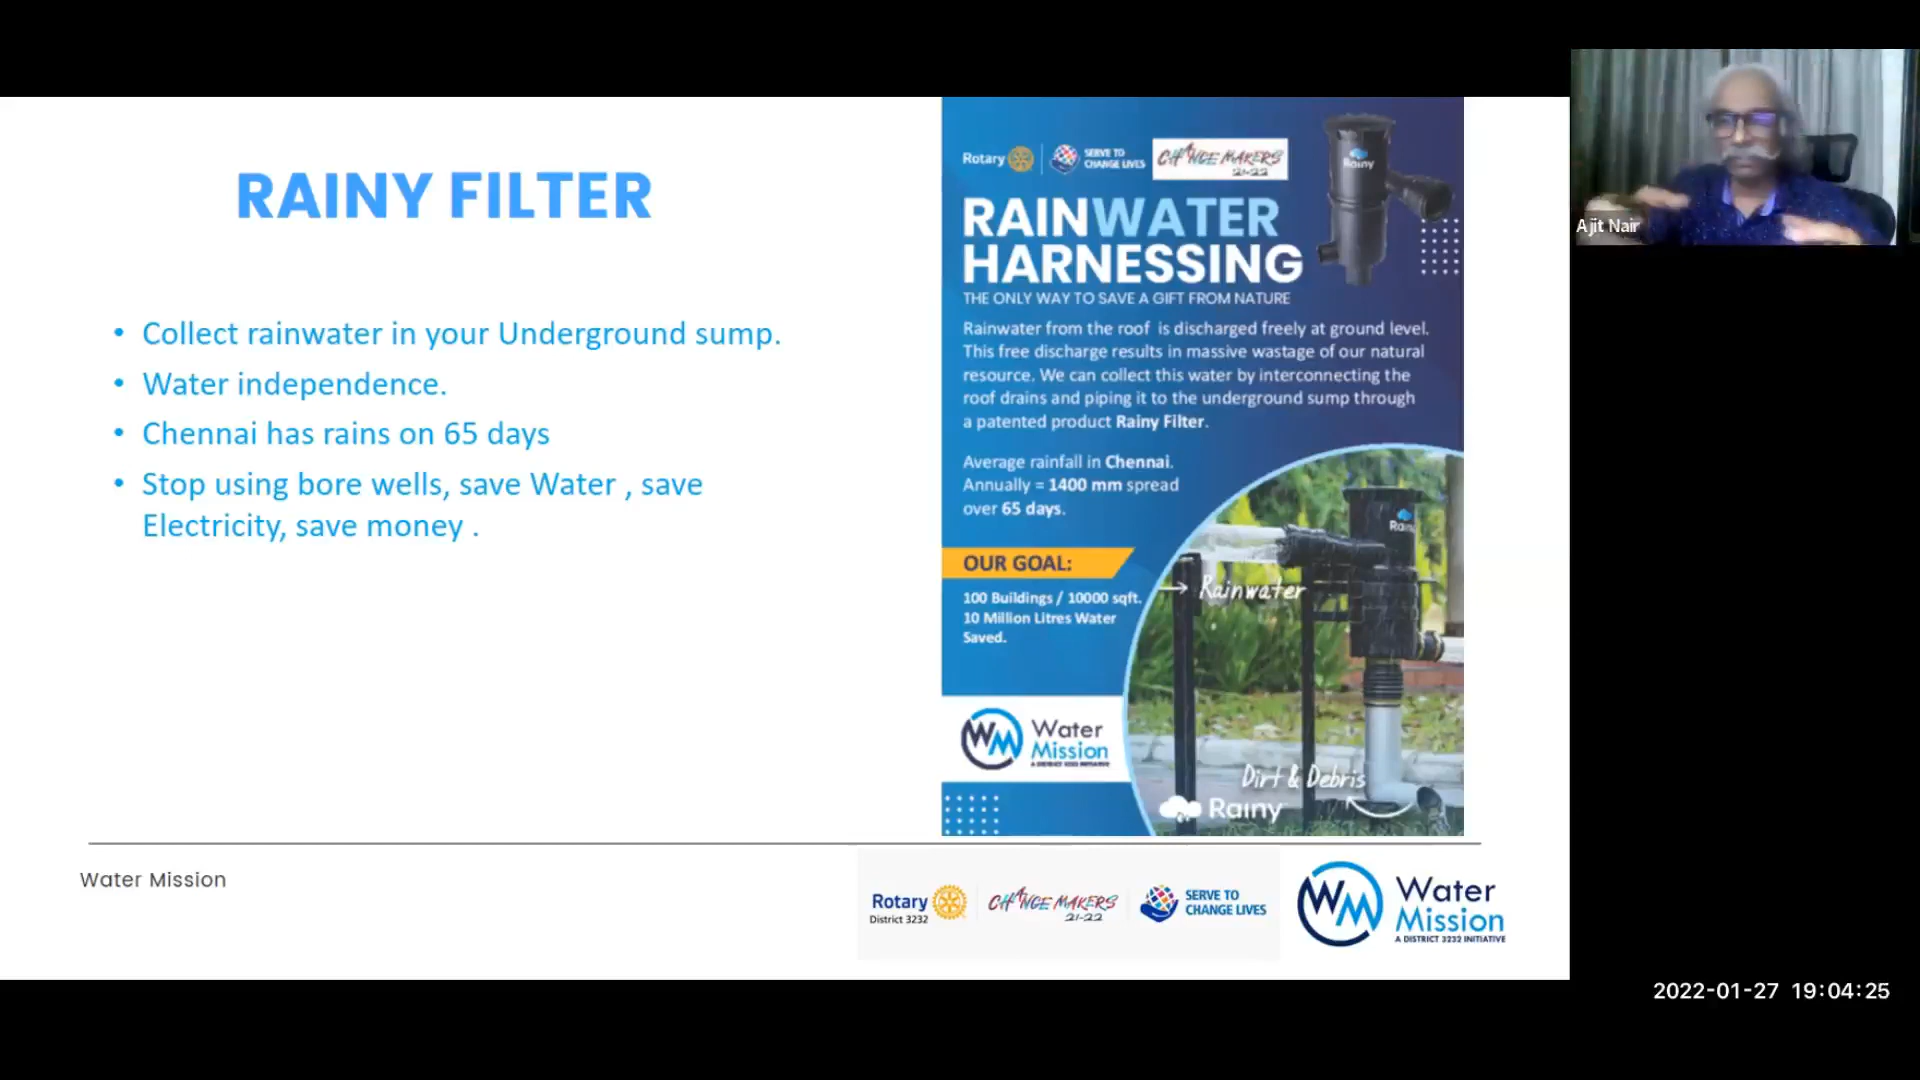 RAINY FILTER
• Collect rainwater in your Underground sump.
• Water independence.
• Chennai has rains on 65 days
• Stop using bore wells, save Water , save
Electricity, save money .
Rotary
SERVE TO
CHANGE LIVES
CHANGE MAKERS
21-22
Rainy
RAINWATER
HARNESSING
THE ONLY WAY TO SAVE A GIFT FROM NATURE
Rainwater from the roof is discharged freely at ground level.
This free discharge results in massive wastage of our natural
resource. We can collect this water by interconnecting the
roof drains and piping it to the underground sump through
a patented product Rainy Filter.
Average rainfall in Chennai.
Annually = 1400 mm spread
over 65 days.
OUR GOAL:
100 Buildings / 10000 sqft.
10 Million Litres Water
Saved.
Rainy
Rainwater
WM Water
Mission
A DISTRICT 3232 INITIATIVE
Dirt & Debris
Rainy
Water Mission
Rotary
District 3232
CHANGE MAKERS
21-22
SERVE TO
CHANGE LIVES
WM Water
Mission
A DISTRICT 3232 INITIATIVE
Ajit Nair
2022-01-27 19:04:25